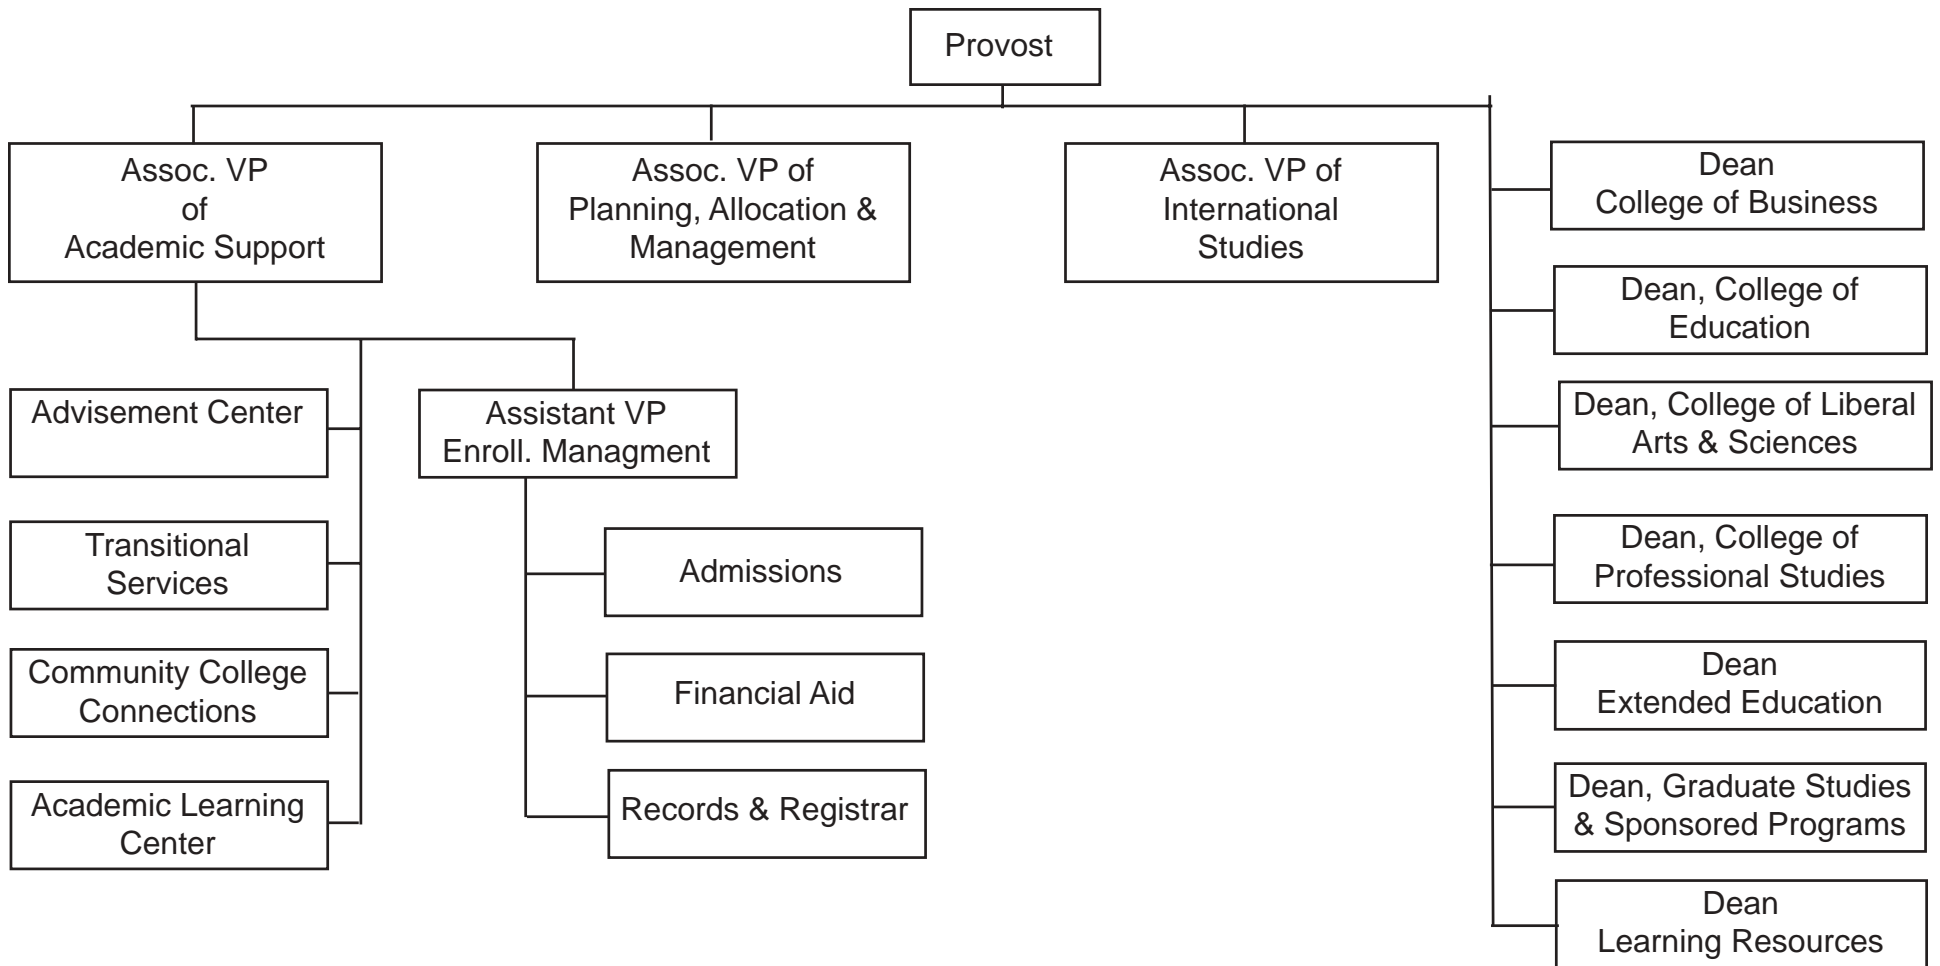 Provost
Assoc. VP
of
Academic Support
Assoc. VP of
Planning, Allocation &
Management
Assoc. VP of
International
Studies
Dean
College of Business
Dean, College of
Education
Dean, College of Liberal
Arts & Sciences
Dean, College of
Professional Studies
Dean
Extended Education
Dean, Graduate Studies
& Sponsored Programs
Dean
Learning Resources
Advisement Center
Transitional
Services
Community College
Connections
Academic Learning
Center
Assistant VP
Enroll. Managment
Admissions
Financial Aid
Records & Registrar